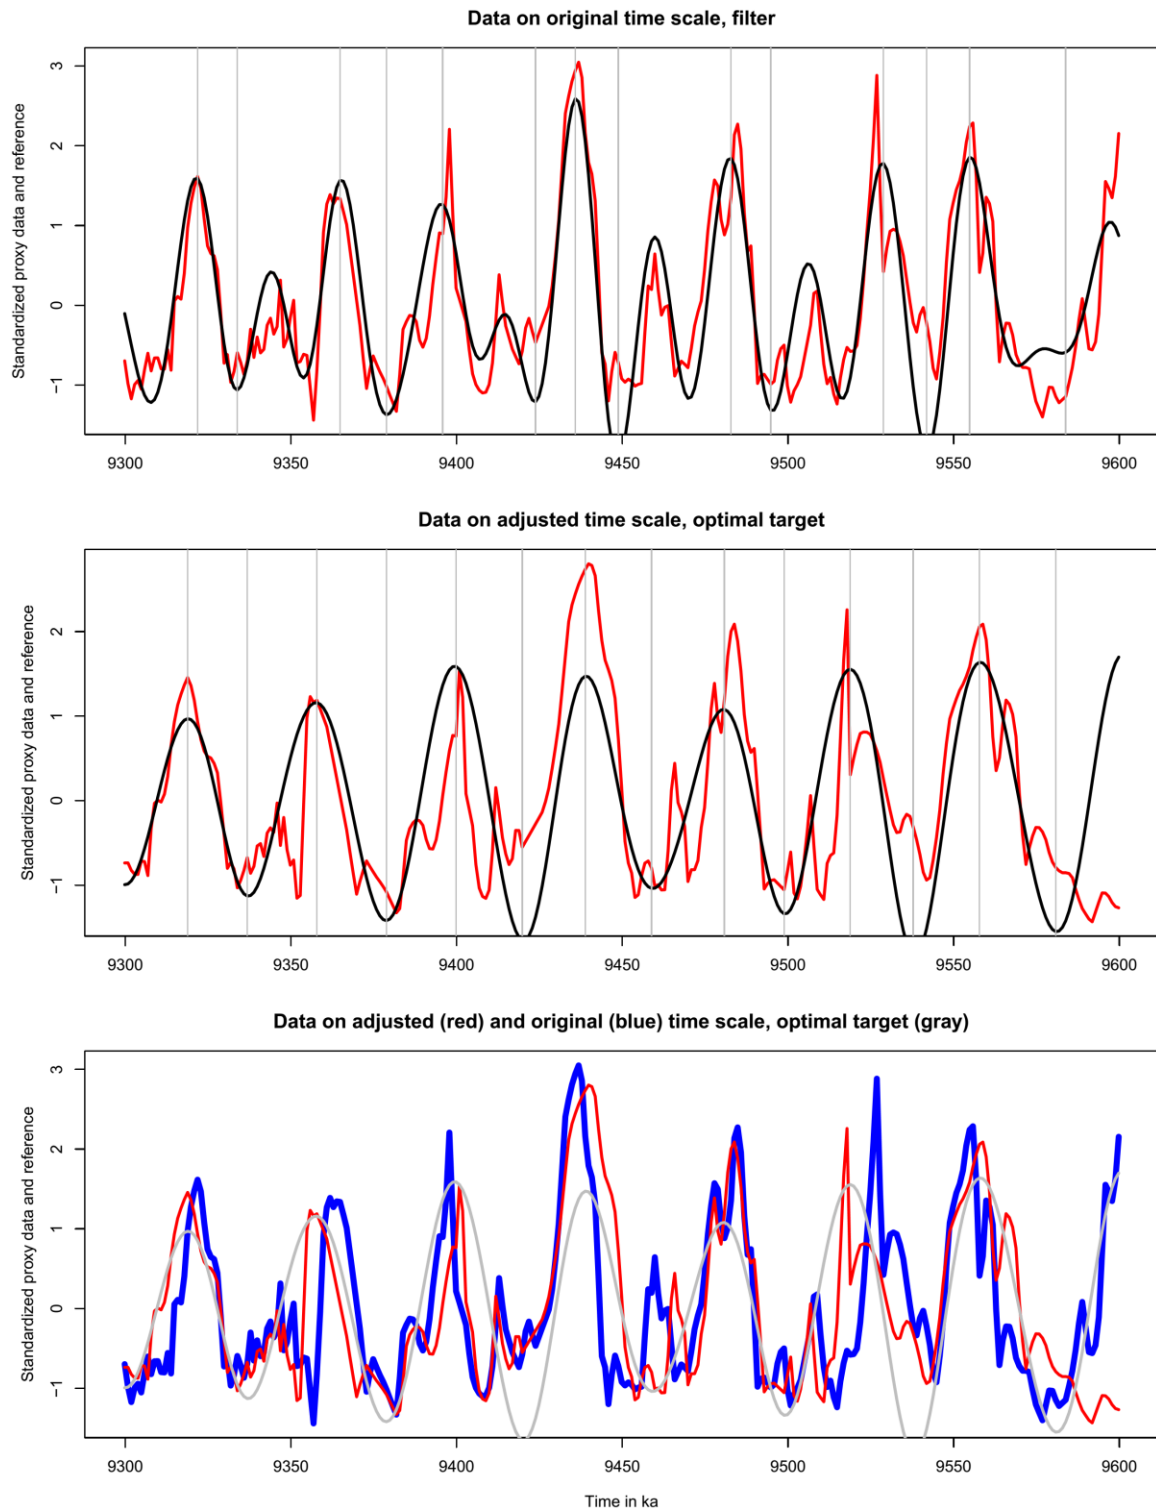 Data on original time scale, filter
Standardized proxy data and reference
3
2
1
0
−1
9300 9350 9400 9450 9500 9550 9600
Data on adjusted time scale, optimal target
Standardized proxy data and reference
2
1
0
−1
9300 9350 9400 9450 9500 9550 9600
Data on adjusted (red) and original (blue) time scale, optimal target (gray)
Standardized proxy data and reference
3
2
1
0
−1
9300 9350 9400 9450 9500 9550 9600
Time in ka